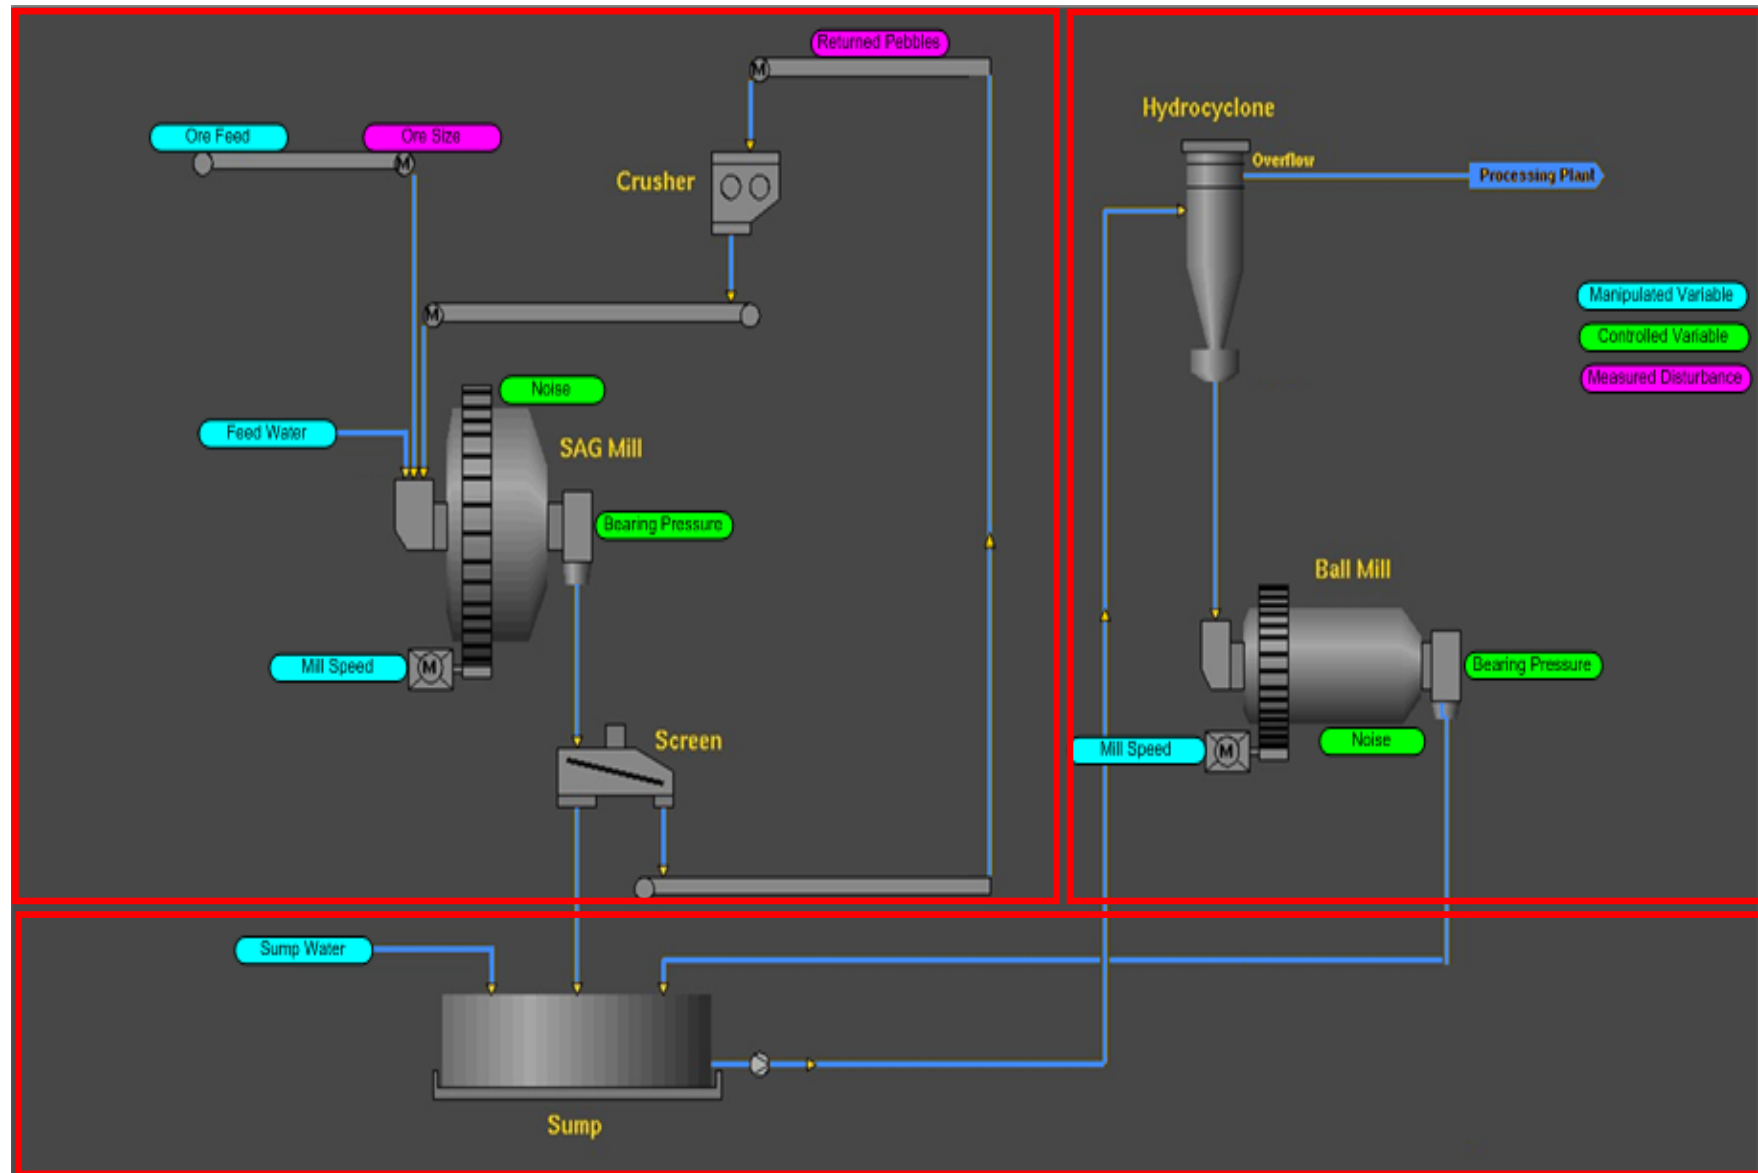 Returned Pebbles
Ore Feed
Ore Size
M
M
Crusher
M
Noise
Feed Water
SAG Mill
Bearing Pressure
Mill Speed
M
Screen
Hydrocyclone
Overflow
Processing Plant
Manipulated Variable
Controlled Variable
Measured Disturbance
Ball Mill
Bearing Pressure
Mill Speed
M
Noise
Sump Water
Sump